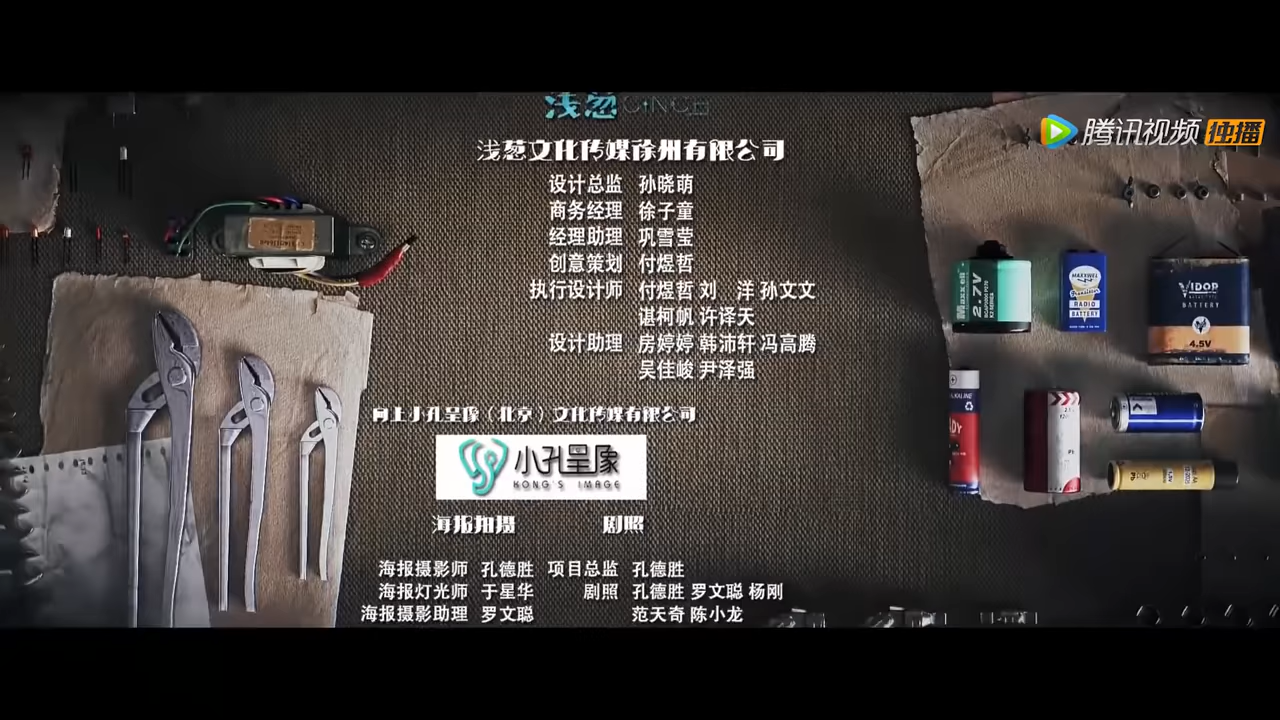 浅葱
腾讯视频 独播
浅葱文化传媒徐州有限公司
设计总监 孙晓萌
商务经理 徐子童
经理助理 巩雪莹
创意策划 付煜哲
执行设计师 付煜哲 刘 洋 孙文文
谌柯帆 许译天
设计助理 房婷婷 韩沛轩 冯高腾
吴佳峻 尹泽强
向上小孔呈像（北京）文化传媒有限公司
小孔呈像
KONG'S IMAGE
海报拍摄 剧照
海报摄影师 孔德胜 项目总监 孔德胜
海报灯光师 于星华 剧照 孔德胜 罗文聪 杨刚
海报摄影助理 罗文聪 范天奇 陈小龙
2.7V
RADIO
BATTERY
VIDOR
BATTERY
4.5V